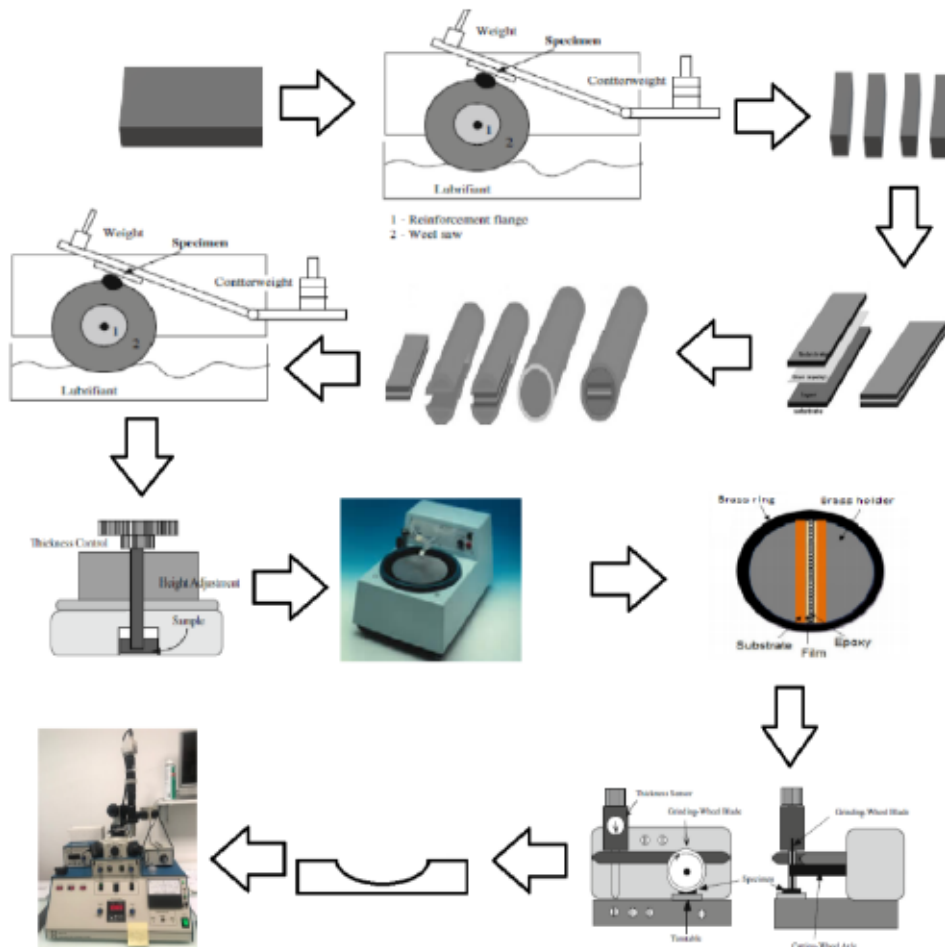 Weight
Specimen
Contterweight
1
2
Lubrifiant
1 - Reinforcement flange
2 - Weel saw
Weight
Specimen
Contterweight
1
2
Lubrifiant
substrate
Thickness Control
Height Adjustment
Sample
Brass ring
Brass holder
Substrate
Film
Epoxy
Thickness Sensor
Grinding-Wheel Blade
Grinding-Wheel Blade
Specimen
Turntable
Cutting-Wheel Axle